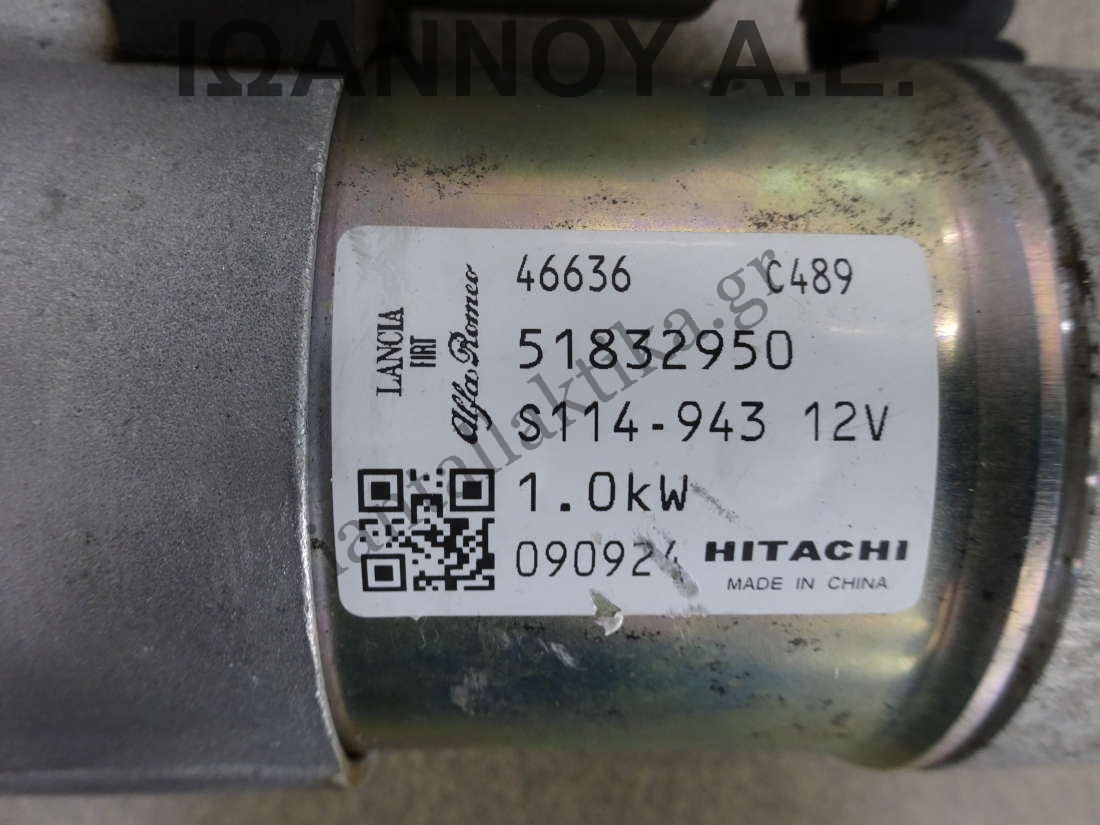 ΙΩΑΝΝΟΥ Α.Ε.
LANCIA
FIAT
Alfa Romeo
46636 C489
51832950
S114-943 12V
1.0kW
090924 HITACHI
MADE IN CHINA